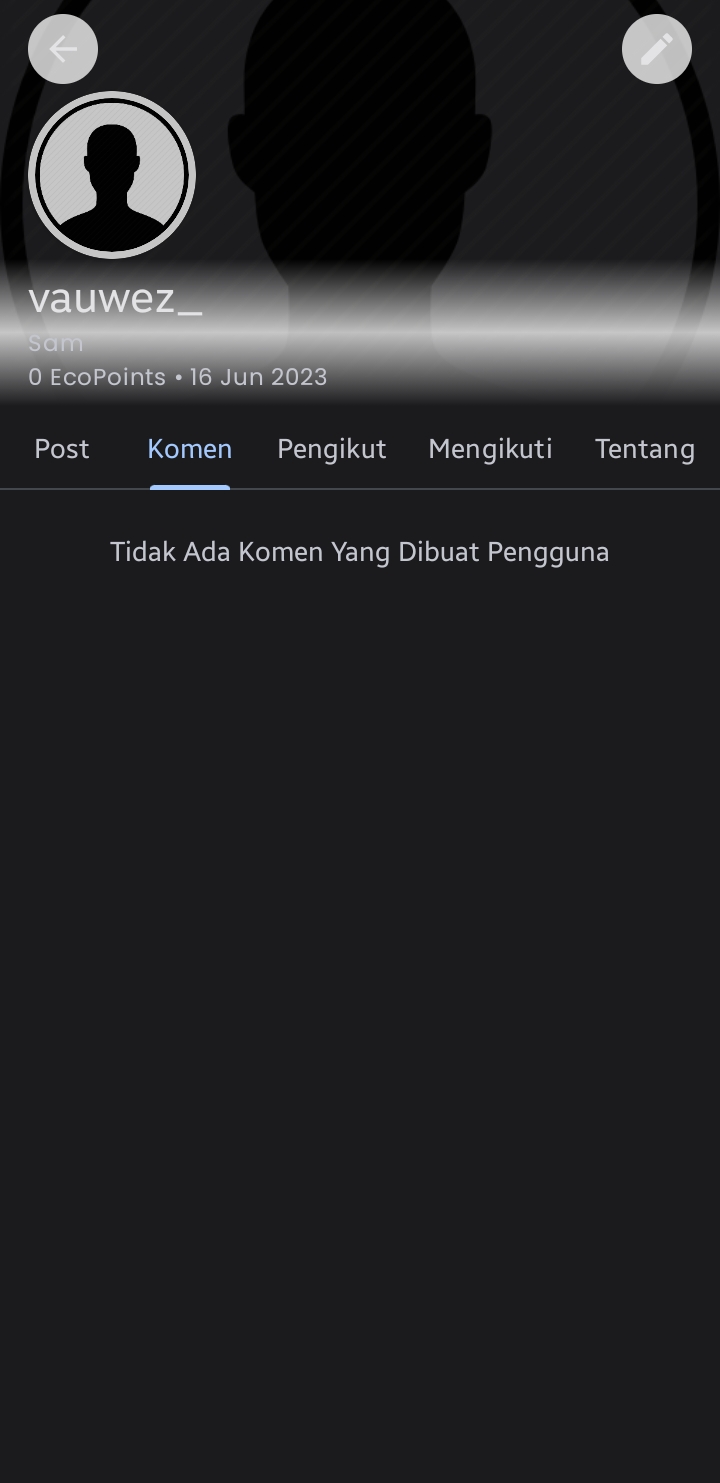 vauwez_
Sam
0 EcoPoints • 16 Jun 2023
Post Komen Pengikut Mengikuti Tentang
Tidak Ada Komen Yang Dibuat Pengguna